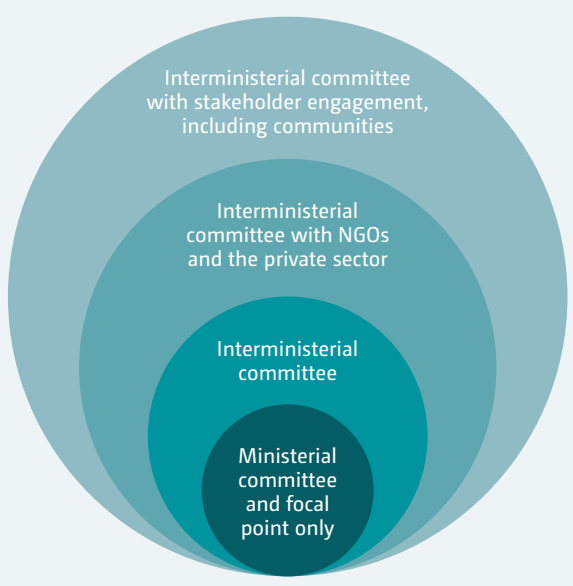 Interministerial committee
with stakeholder engagement,
including communities
Interministerial
committee with NGOs
and the private sector
Interministerial
committee
Ministerial
committee
and focal
point only